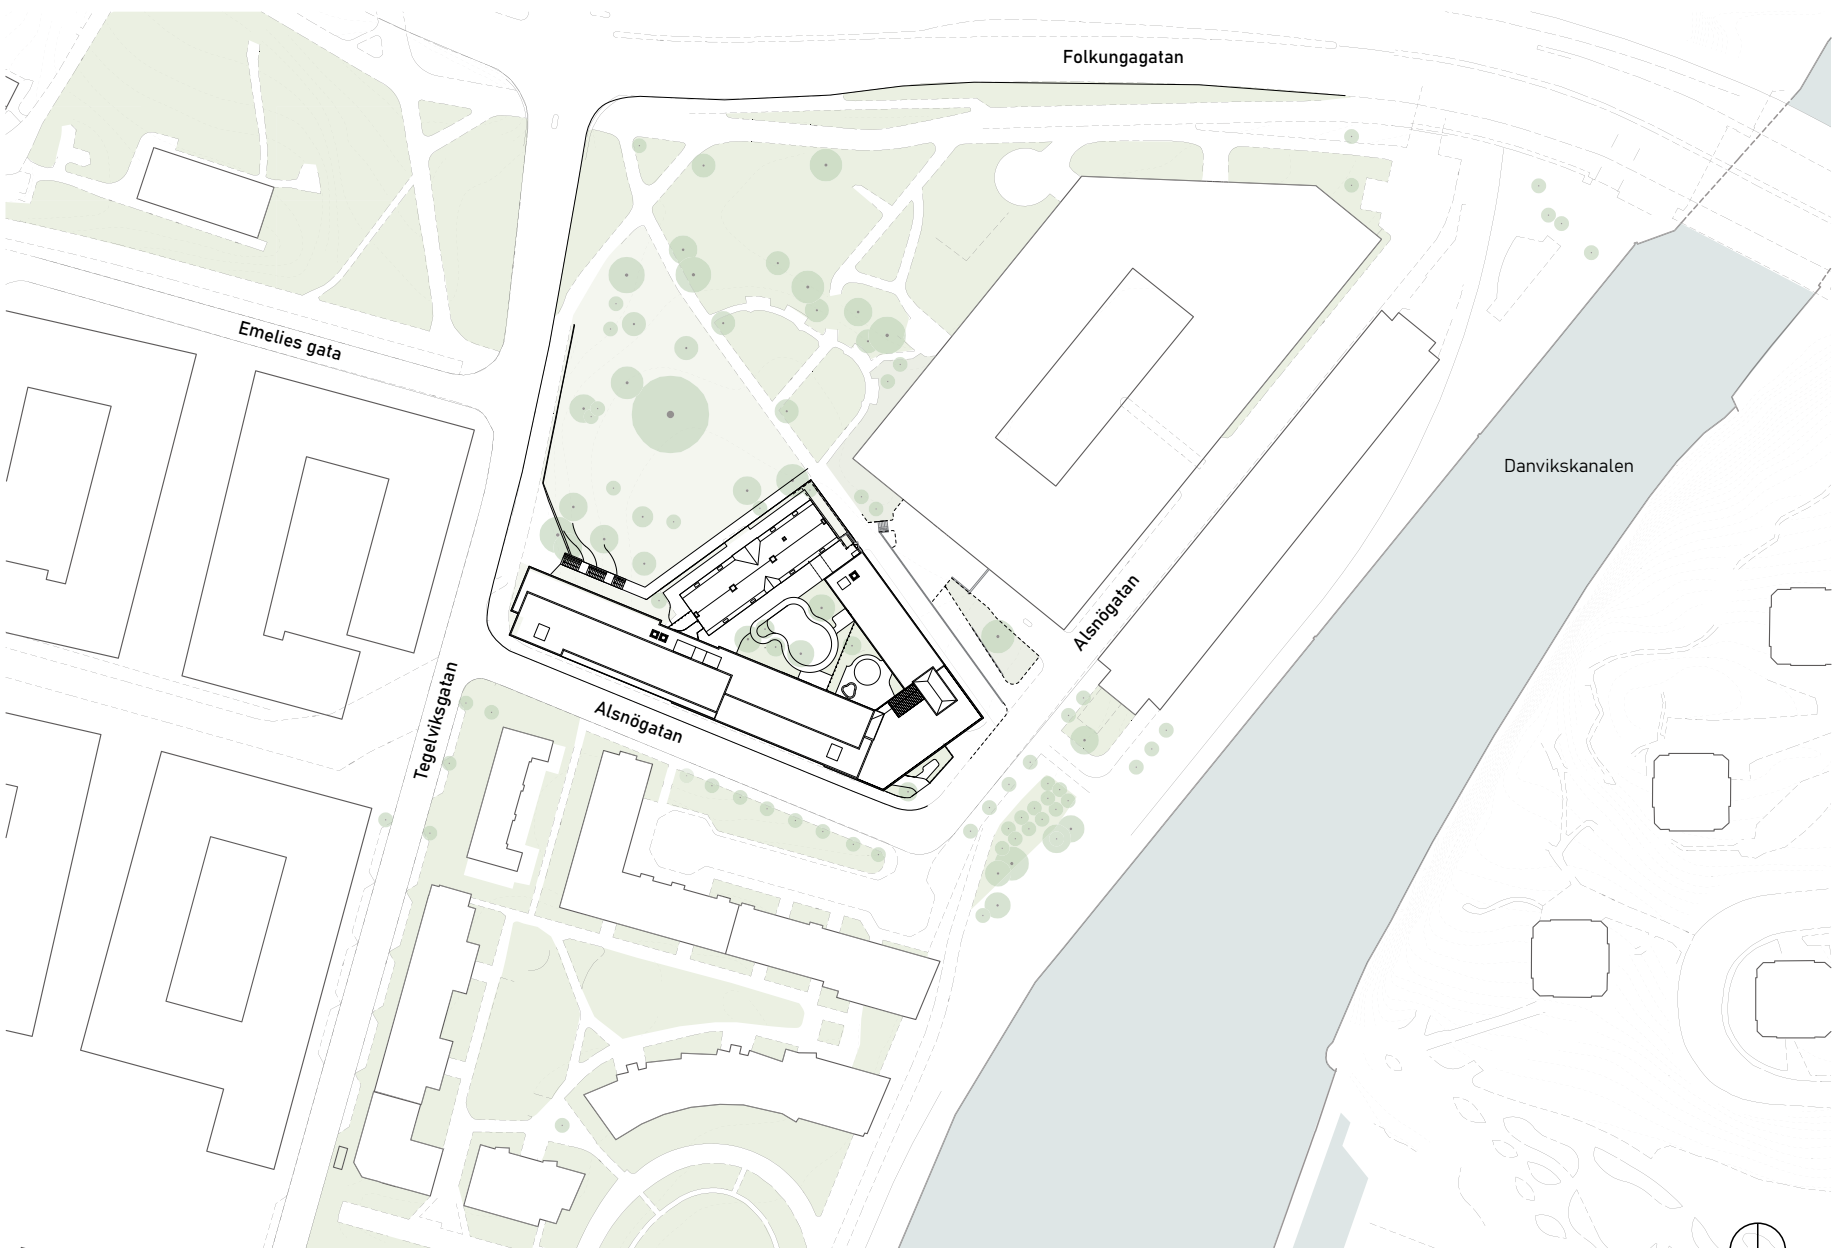 Folkungagatan
Emelies gata
Danvikskanalen
Alsnögatan
Tegelviksgatan
Alsnögatan